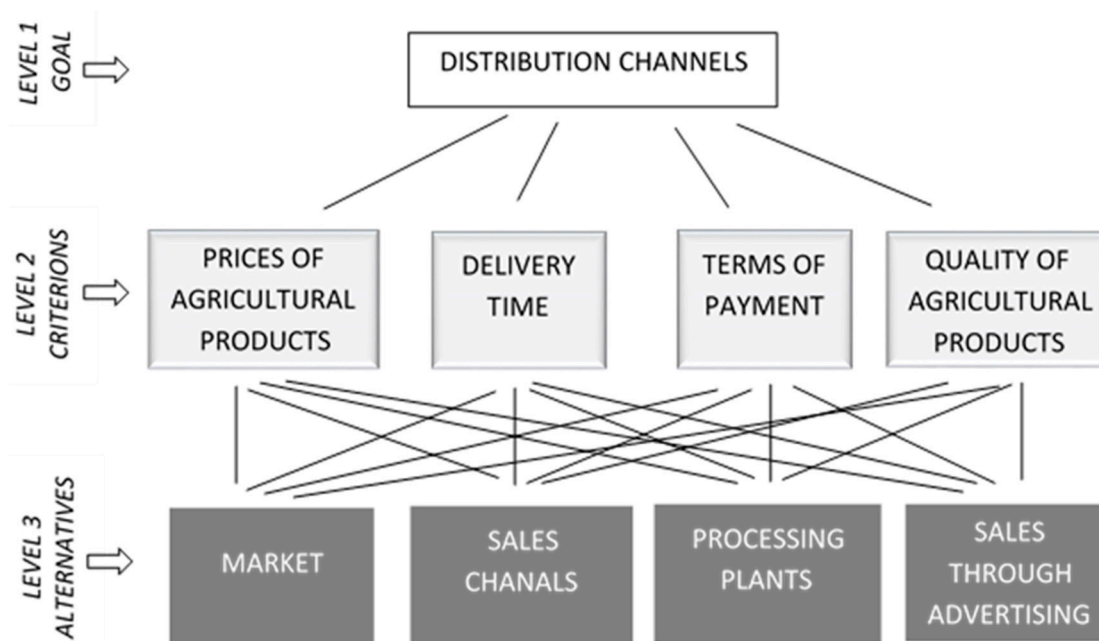 LEVEL 1
GOAL
DISTRIBUTION CHANNELS
LEVEL 2
CRITERIONS
PRICES OF
AGRICULTURAL
PRODUCTS
DELIVERY
TIME
TERMS OF
PAYMENT
QUALITY OF
AGRICULTURAL
PRODUCTS
LEVEL 3
ALTERNATIVES
MARKET
SALES
CHANALS
PROCESSING
PLANTS
SALES
THROUGH
ADVERTISING